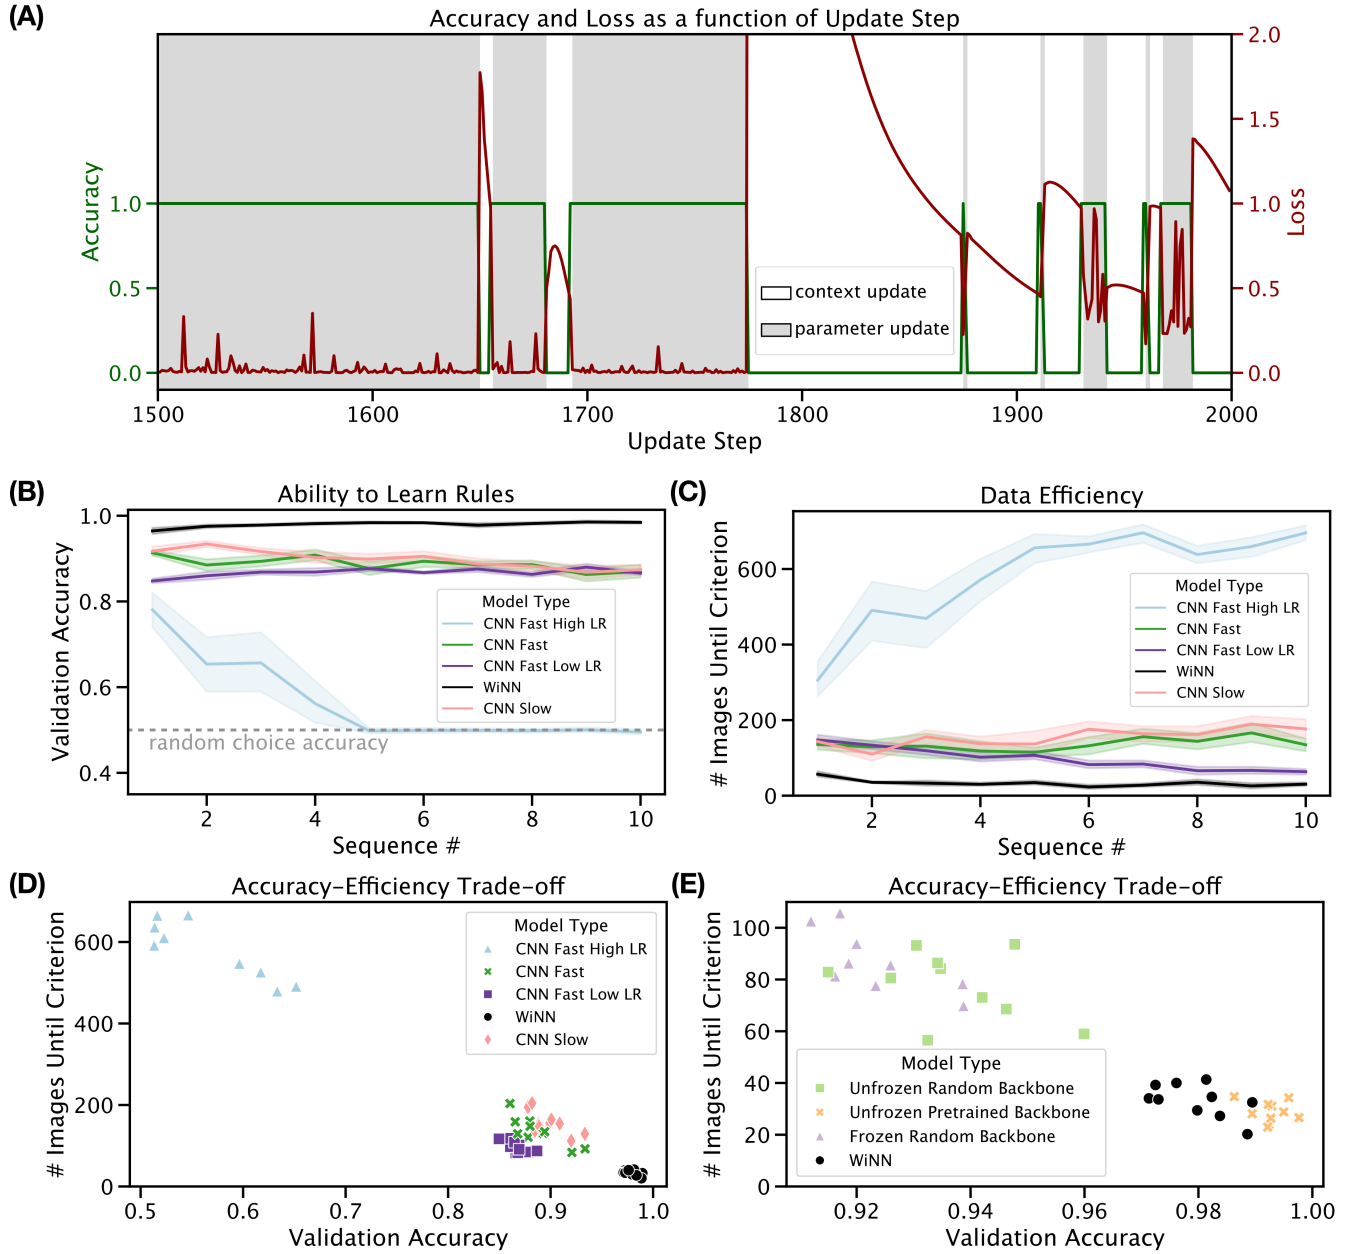 (A)
Accuracy and Loss as a function of Update Step
Accuracy
1.0
0.5
0.0
2.0
1.5
1.0
0.5
0.0
Loss
context update
parameter update
1500 1600 1700 1800 1900 2000
Update Step
(B)
Ability to Learn Rules
Validation Accuracy
1.0
0.8
0.6
0.4
Model Type
CNN Fast High LR
CNN Fast
CNN Fast Low LR
WiNN
CNN Slow
random choice accuracy
2 4 6 8 10
Sequence #
(C)
Data Efficiency
# Images Until Criterion
600
400
200
0
Model Type
CNN Fast High LR
CNN Fast
CNN Fast Low LR
WiNN
CNN Slow
2 4 6 8 10
Sequence #
(D)
Accuracy–Efficiency Trade–off
# Images Until Criterion
600
400
200
0
Model Type
CNN Fast High LR
CNN Fast
CNN Fast Low LR
WiNN
CNN Slow
0.5 0.6 0.7 0.8 0.9 1.0
Validation Accuracy
(E)
Accuracy–Efficiency Trade–off
# Images Until Criterion
100
80
60
40
20
0
Model Type
Unfrozen Random Backbone
Unfrozen Pretrained Backbone
Frozen Random Backbone
WiNN
0.92 0.94 0.96 0.98 1.00
Validation Accuracy